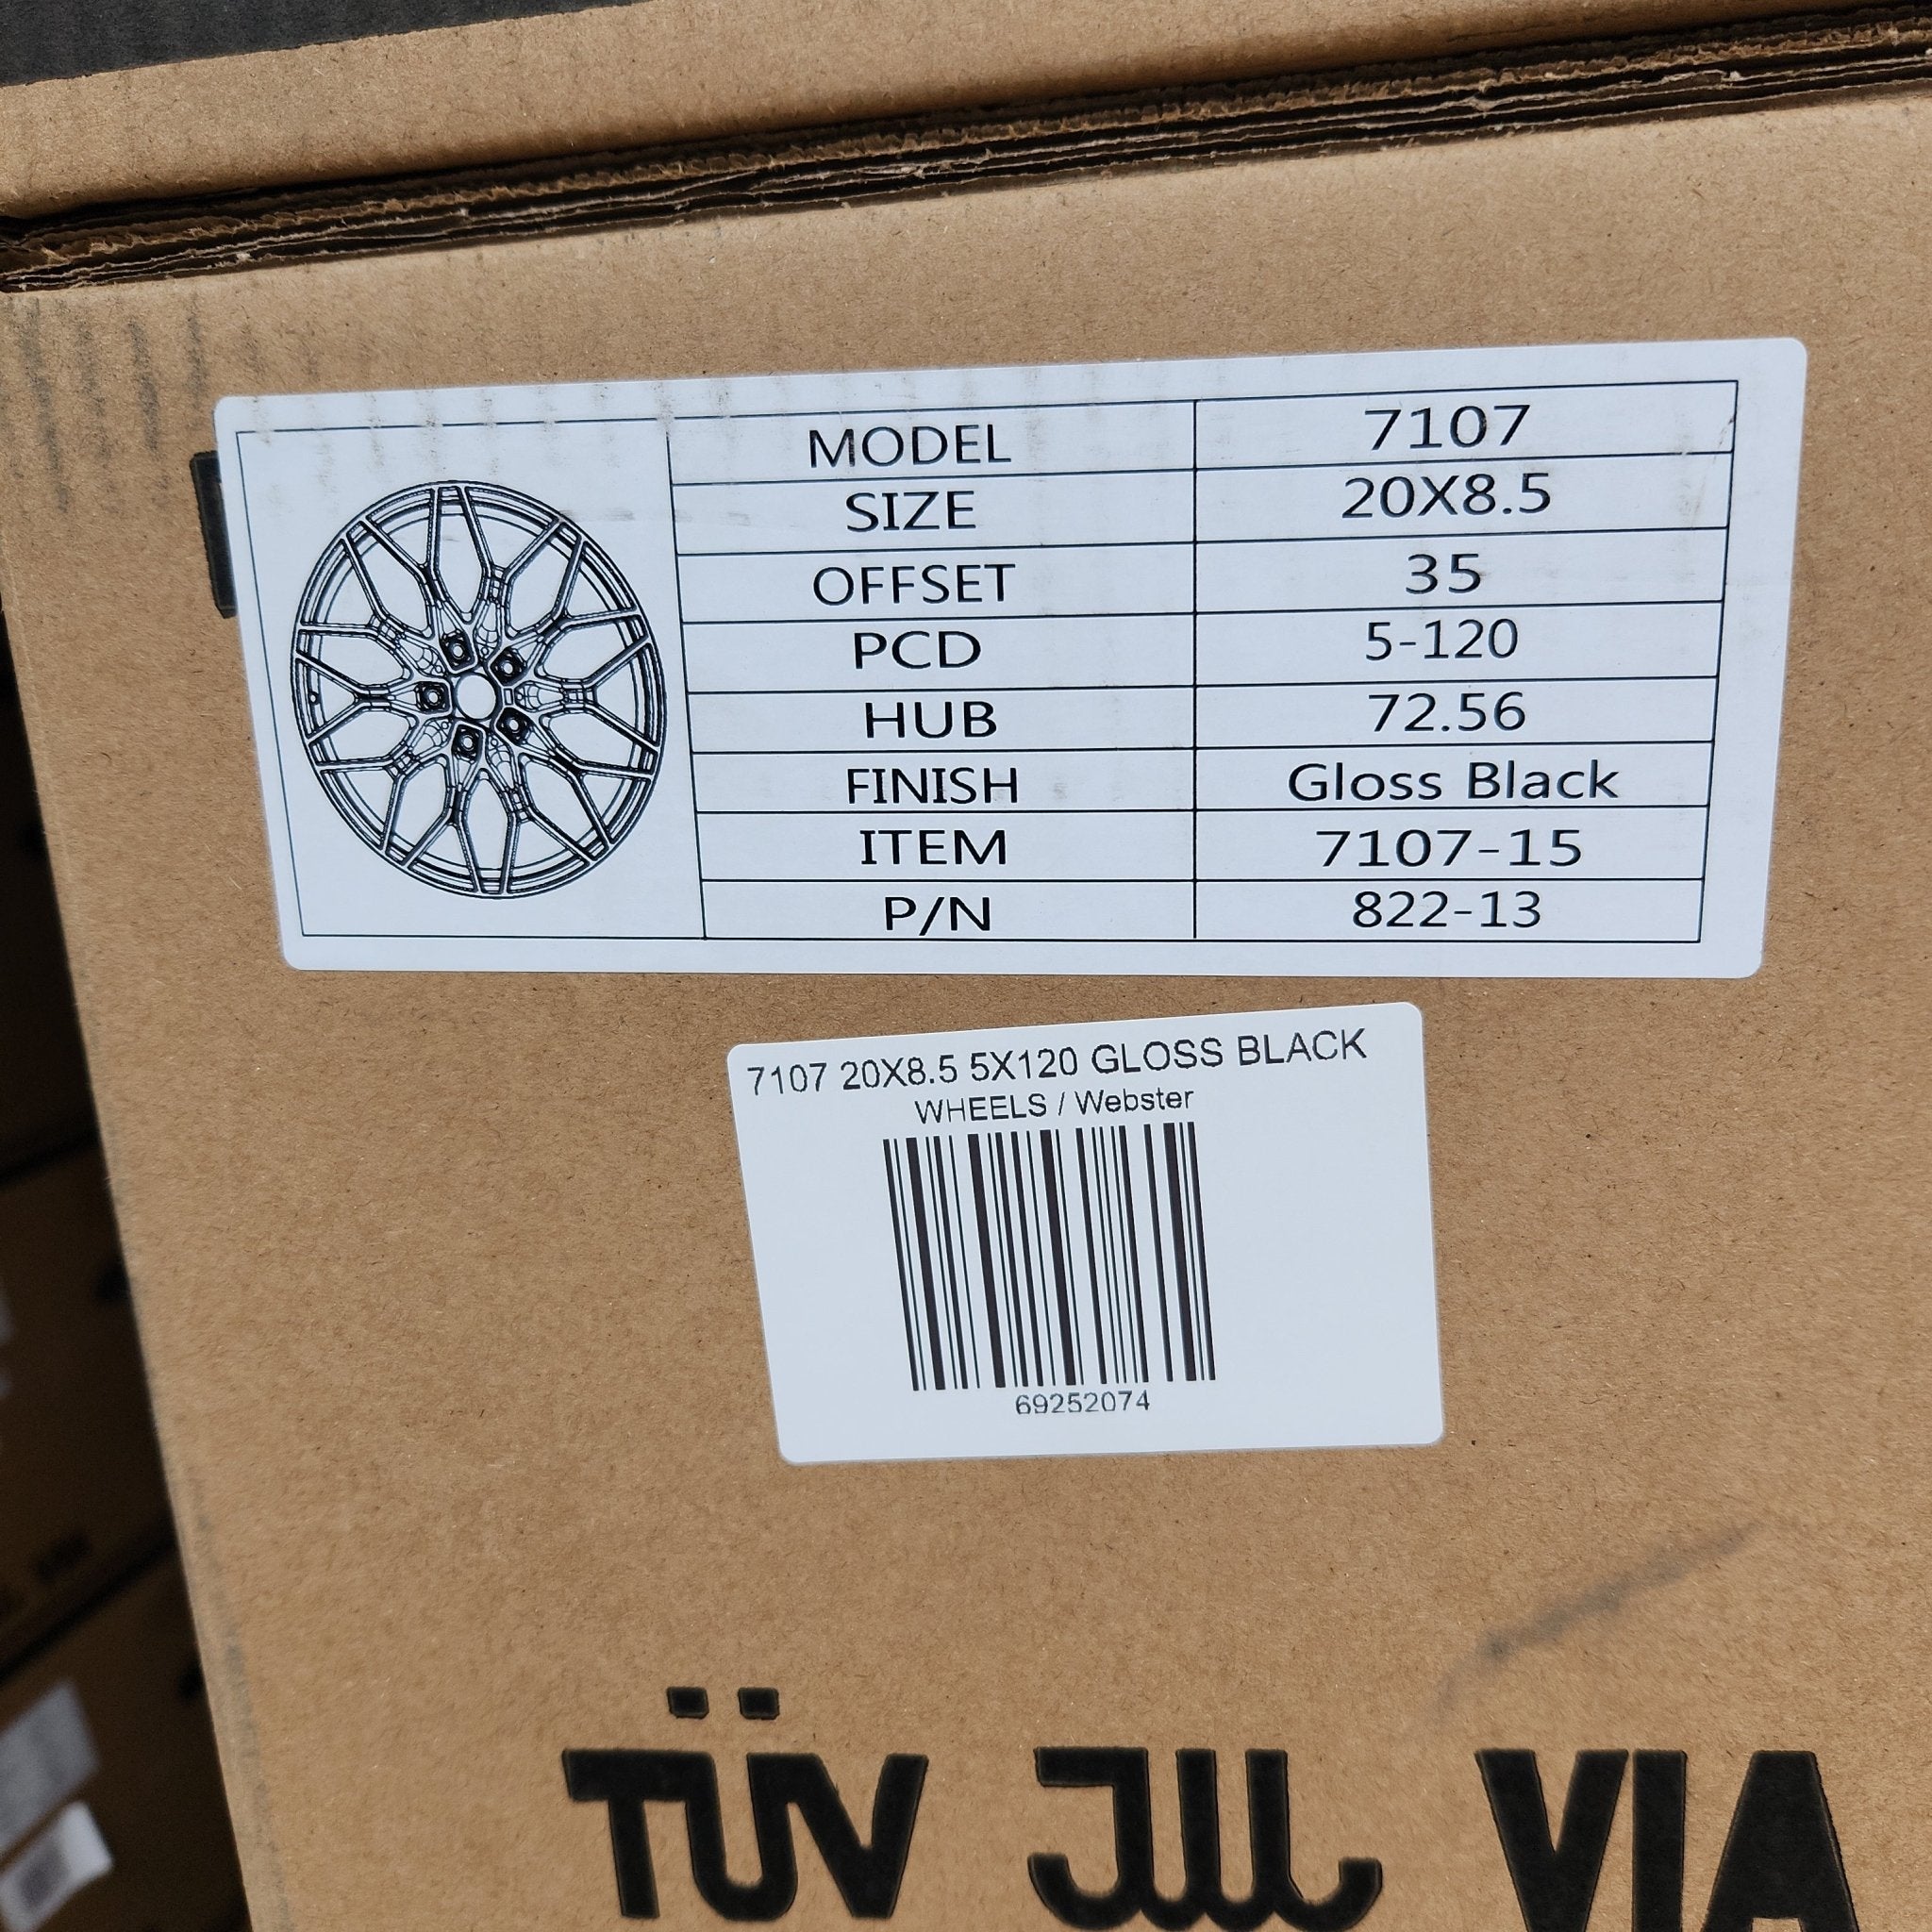 MODEL 7107
SIZE 20X8.5
OFFSET 35
PCD 5-120
HUB 72.56
FINISH Gloss Black
ITEM 7107-15
P/N 822-13
7107 20X8.5 5X120 GLOSS BLACK
WHEELS / Webster
69252074
TÜV JWL VIA